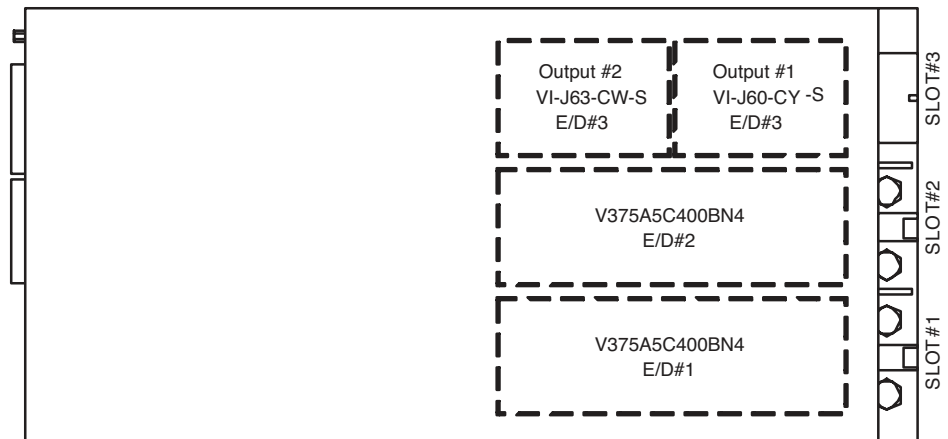 Output #2
VI-J63-CW-S
E/D#3
Output #1
VI-J60-CY -S
E/D#3
SLOT#3
V375A5C400BN4
E/D#2
SLOT#2
V375A5C400BN4
E/D#1
SLOT#1